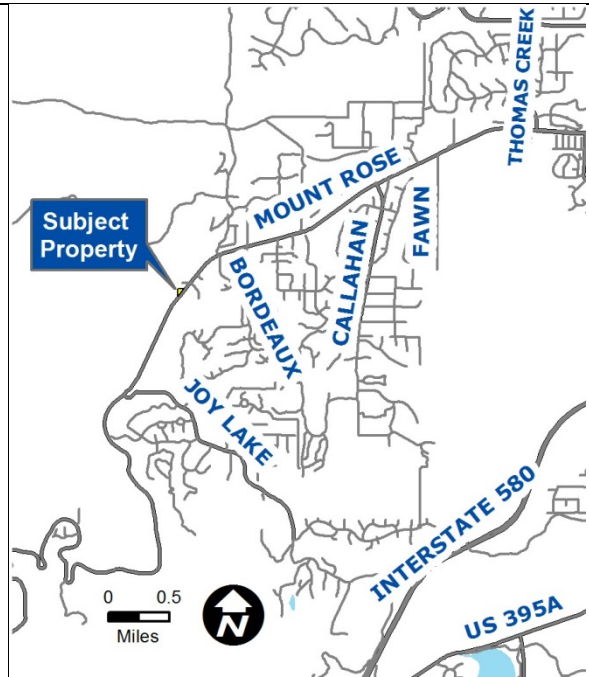 THOMAS CREEK
MOUNT ROSE
Subject
Property
FAWN
CALLAHAN
BORDEAUX
JOY LAKE
INTERSTATE 580
US 395A
0 0.5
Miles
N